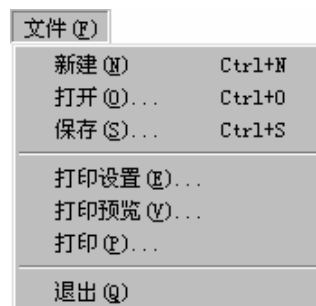 文件(F)
新建(N) Ctrl+N
打开(O)... Ctrl+O
保存(S)... Ctrl+S
打印设置(E)...
打印预览(V)...
打印(P)...
退出(Q)